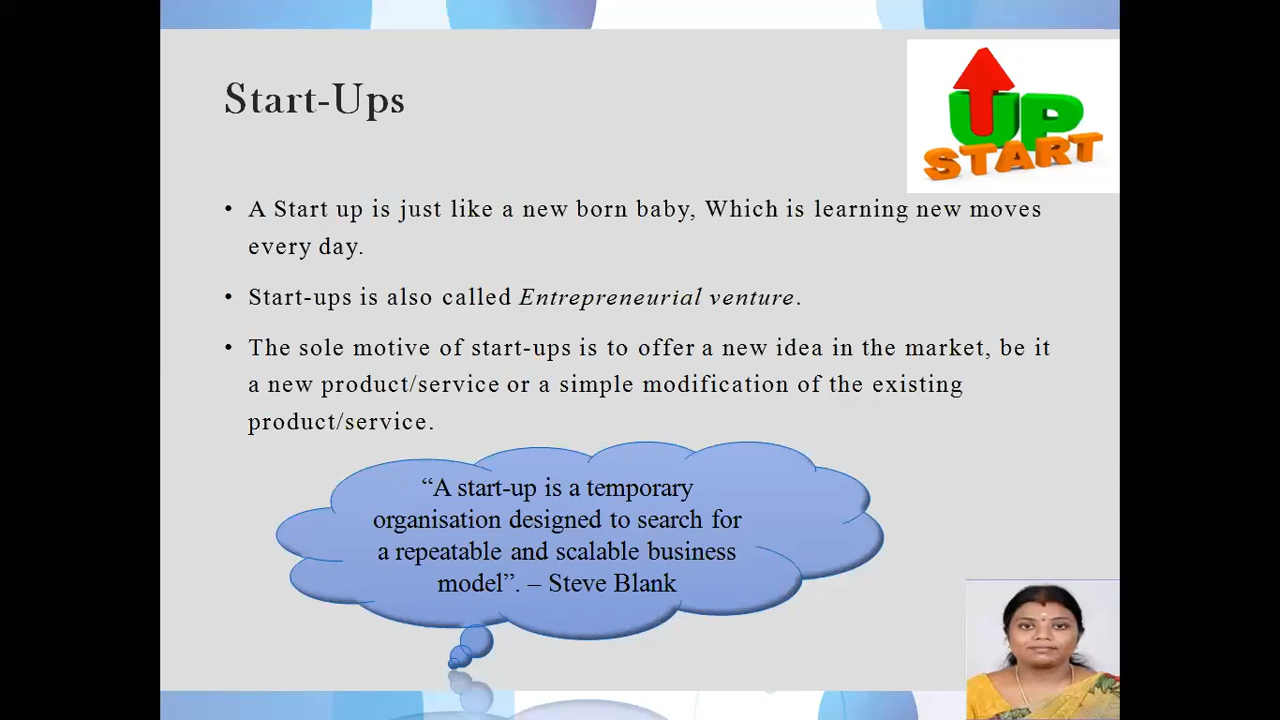 Start-Ups
UP
START
• A Start up is just like a new born baby, Which is learning new moves
every day.
• Start-ups is also called Entrepreneurial venture.
• The sole motive of start-ups is to offer a new idea in the market, be it
a new product/service or a simple modification of the existing
product/service.
“A start-up is a temporary
organisation designed to search for
a repeatable and scalable business
model”. – Steve Blank